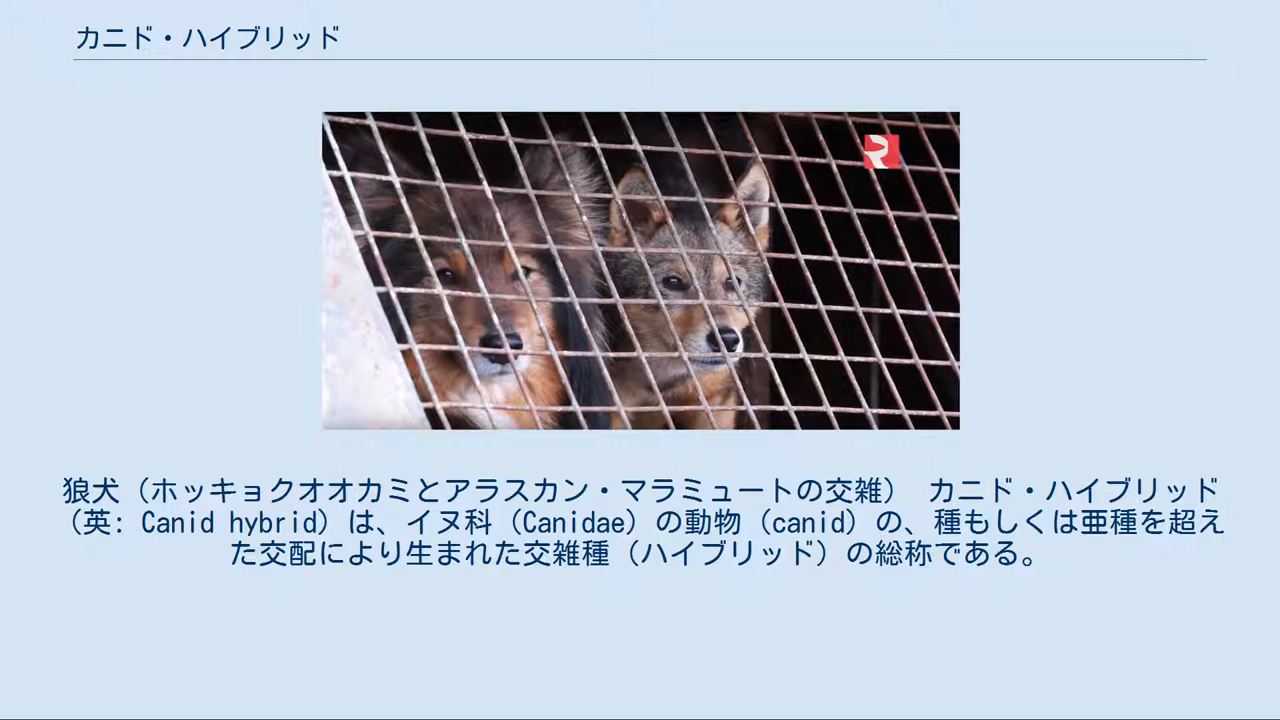 カニド・ハイブリッド
狼犬（ホッキョクオオカミとアラスカン・マラミュートの交雑） カニド・ハイブリッド
（英: Canid hybrid）は、イヌ科（Canidae）の動物（canid）の、種もしくは亜種を超え
た交配により生まれた交雑種（ハイブリッド）の総称である。